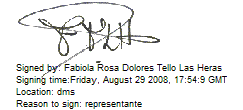 Signed by: Fabiola Rosa Dolores Tello Las Heras
Signing time:Friday, August 29 2008, 17:54:9 GMT
Location: dms
Reason to sign: representante